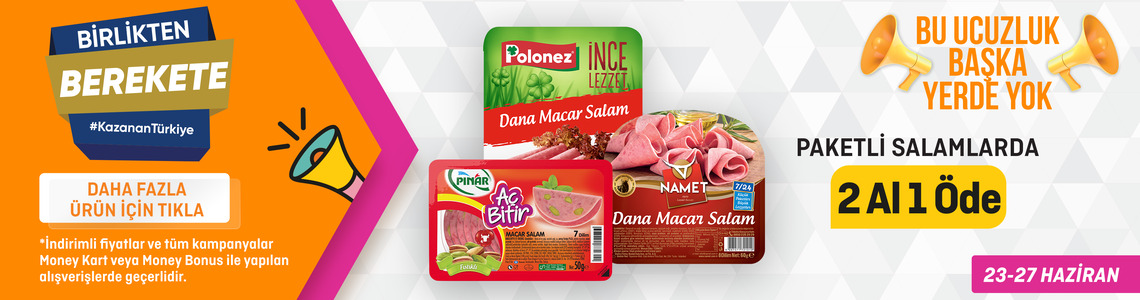 BİRLİKTEN
BEREKETE
#KazananTürkiye
DAHA FAZLA
ÜRÜN İÇİN TIKLA
*İndirimli fiyatlar ve tüm kampanyalar
Money Kart veya Money Bonus ile yapılan
alışverişlerde geçerlidir.
Polonez
İNCE
LEZZET
Dana Macar Salam
PINAR
Aç
Bitir
MACAR SALAM
7 Dilim
Fıstıklı
50g
NAMET
7/24
Dana Macar Salam
BU UCUZLUK
BAŞKA
YERDE YOK
PAKETLİ SALAMLARDA
2 Al 1 Öde
23-27 HAZİRAN